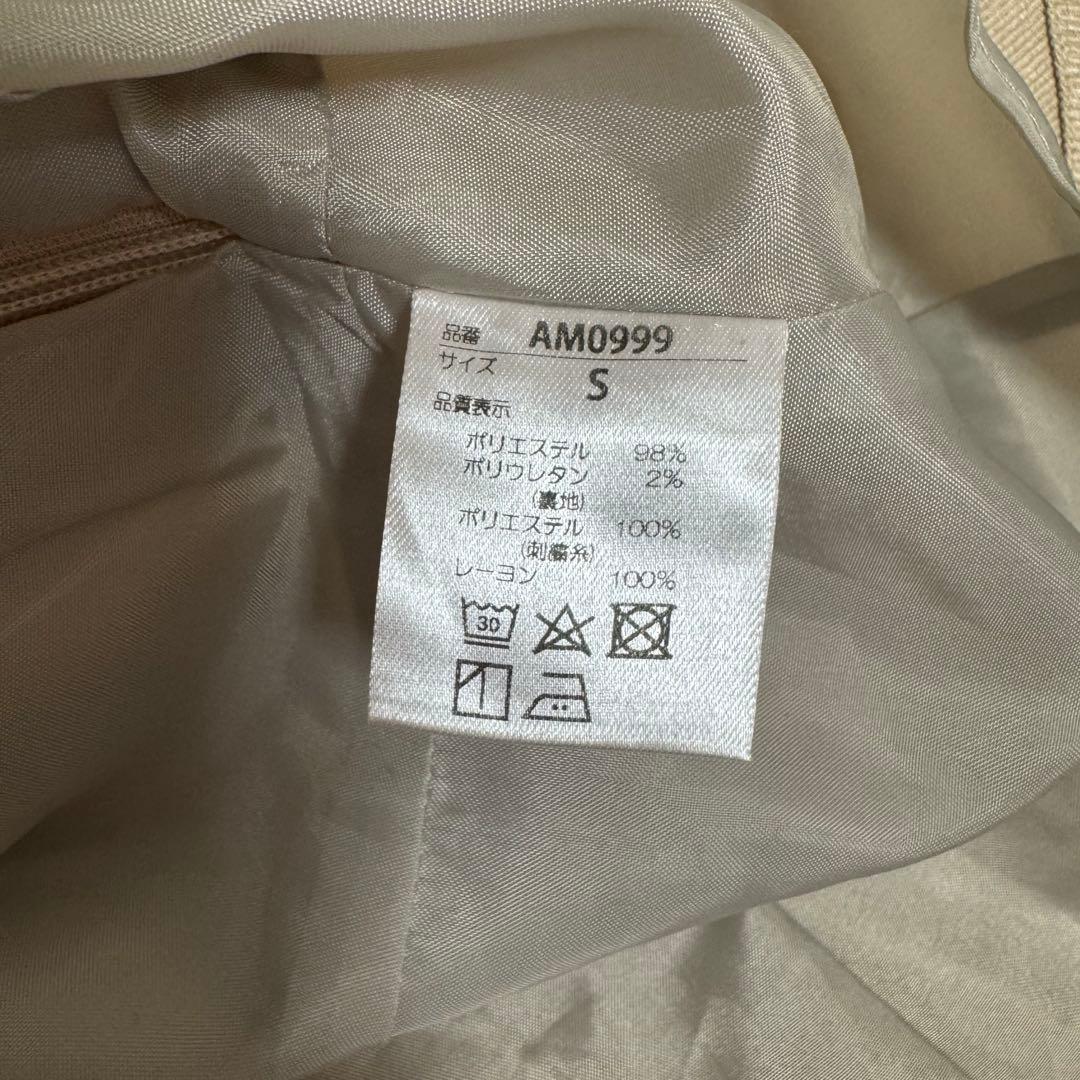 品番 AM0999
サイズ S
品質表示
ポリエステル 98%
ポリウレタン 2%
(裏地)
ポリエステル 100%
(刺繍糸)
レーヨン 100%
30